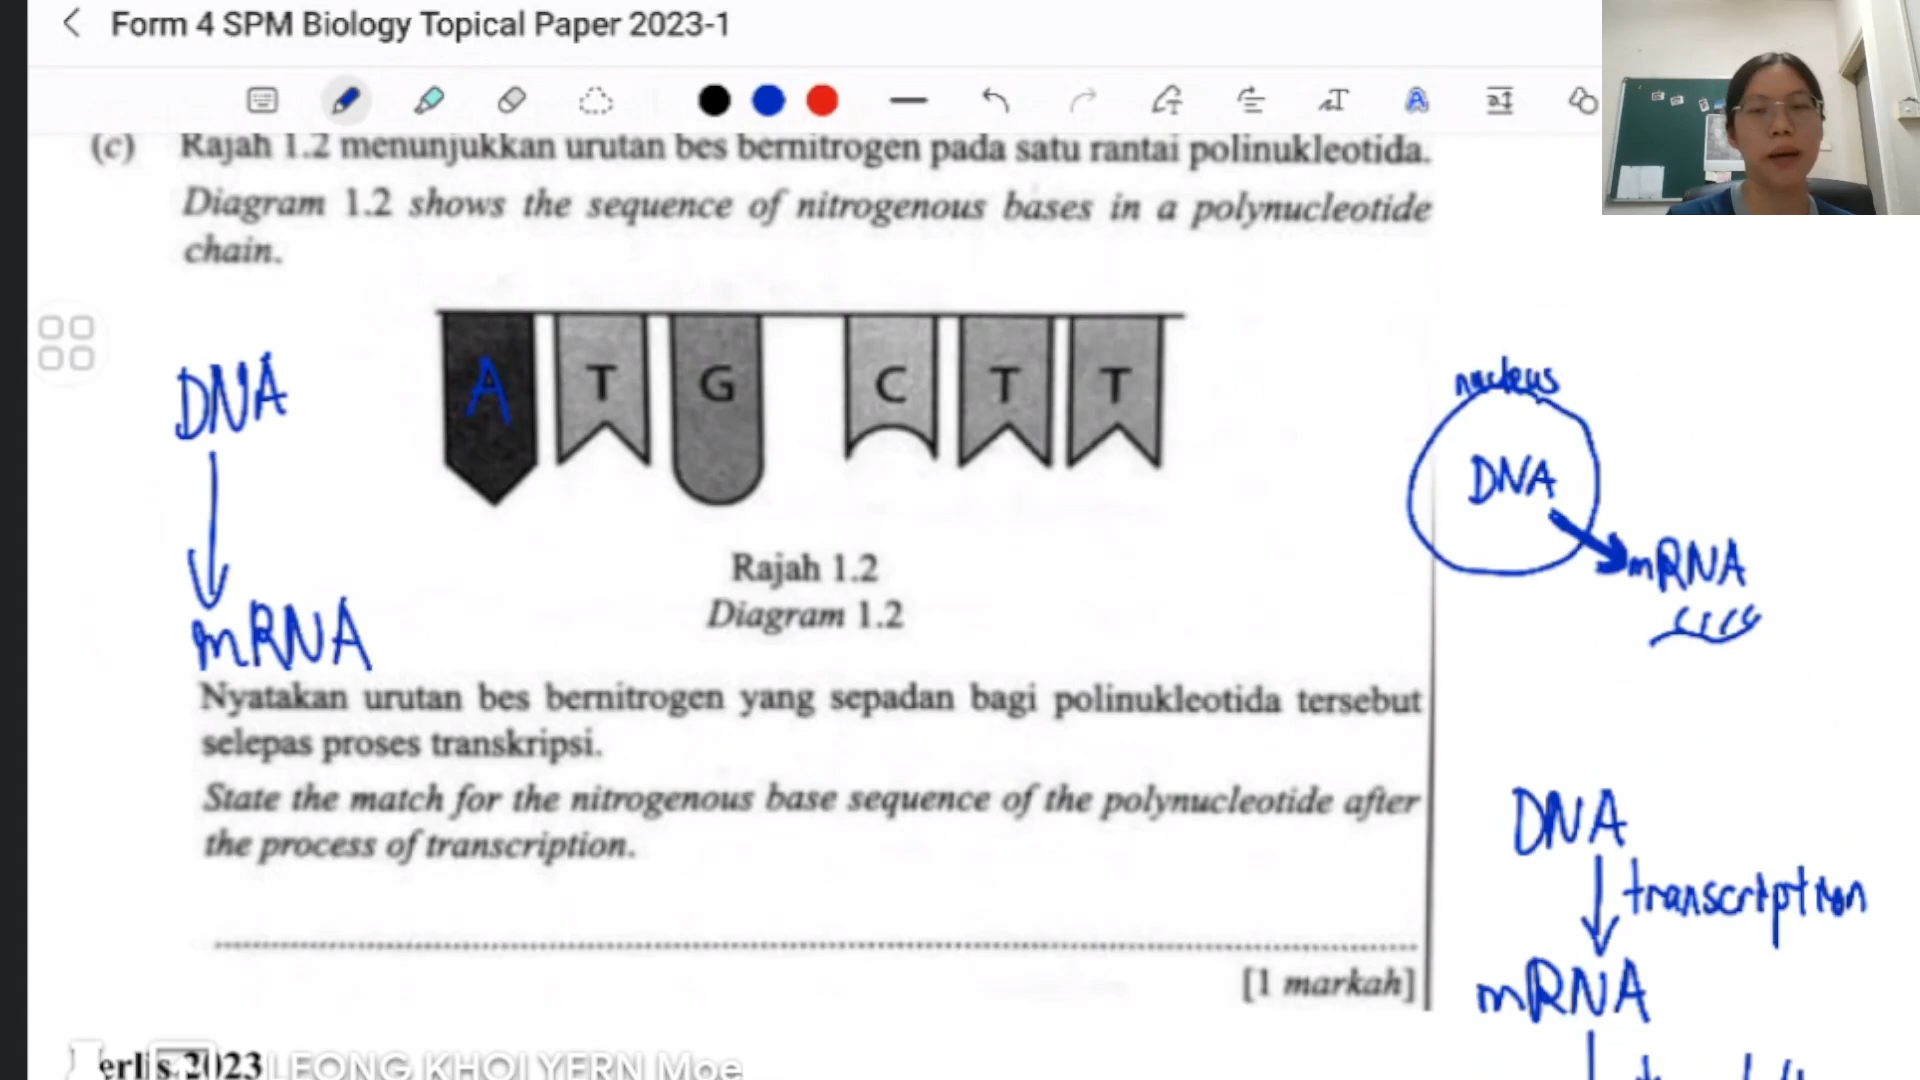 Form 4 SPM Biology Topical Paper 2023-1
(c) Rajah 1.2 menunjukkan urutan bes bernitrogen pada satu rantai polinukleotida.
Diagram 1.2 shows the sequence of nitrogenous bases in a polynucleotide
chain.
A T G C T T
DNA
mRNA
nucleus
DNA
mRNA
Rajah 1.2
Diagram 1.2
Nyatakan urutan bes bernitrogen yang sepadan bagi polinukleotida tersebut
selepas proses transkripsi.
State the match for the nitrogenous base sequence of the polynucleotide after
the process of transcription.
[1 markah]
DNA
transcription
mRNA
erlis 2023
LEONG KHOI YERN Moe